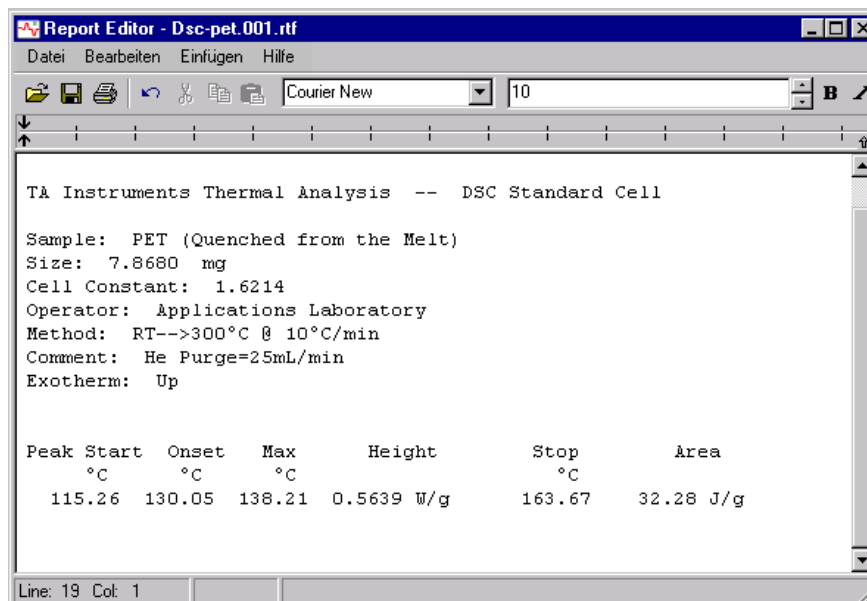 Report Editor - Dsc-pet.001.rtf
Datei Bearbeiten Einfügen Hilfe
Courier New 10 B I
TA Instruments Thermal Analysis -- DSC Standard Cell
Sample: PET (Quenched from the Melt)
Size: 7.8680 mg
Cell Constant: 1.6214
Operator: Applications Laboratory
Method: RT-->300°C @ 10°C/min
Comment: He Purge=25mL/min
Exotherm: Up
Peak Start Onset Max Height Stop Area
°C °C °C °C
115.26 130.05 138.21 0.5639 W/g 163.67 32.28 J/g
Line: 19 Col: 1